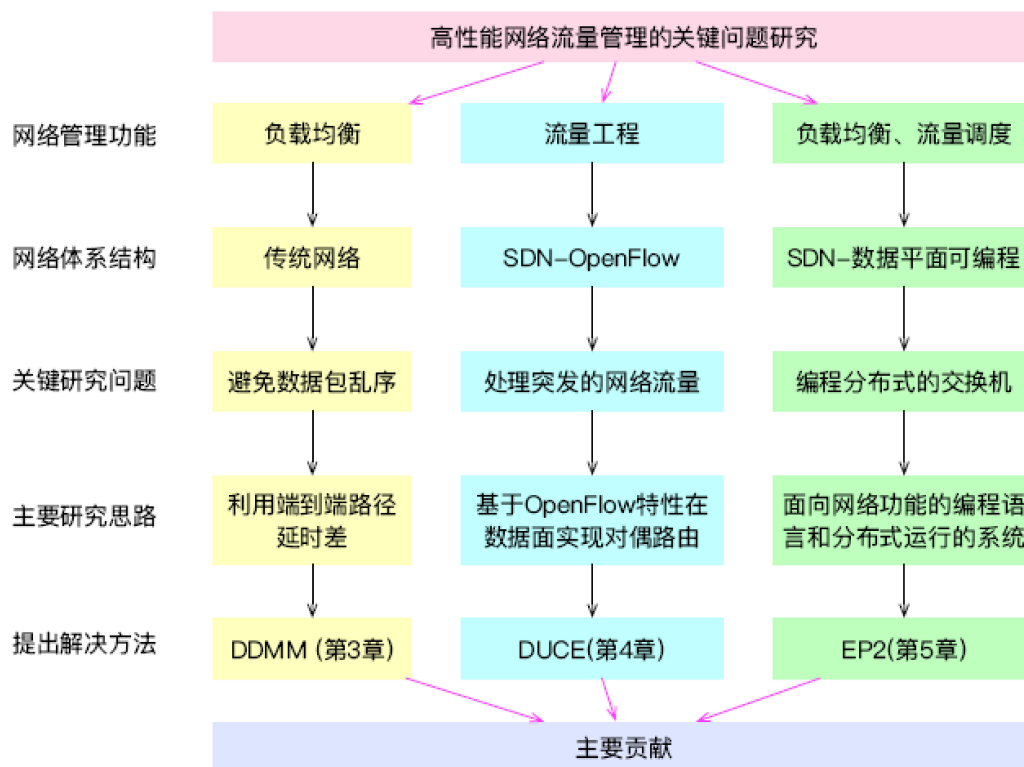 高性能网络流量管理的关键问题研究
网络管理功能
负载均衡
流量工程
负载均衡、流量调度
网络体系结构
传统网络
SDN-OpenFlow
SDN-数据平面可编程
关键研究问题
避免数据包乱序
处理突发的网络流量
编程分布式的交换机
主要研究思路
利用端到端路径
延时差
基于OpenFlow特性在
数据面实现对偶路由
面向网络功能的编程语
言和分布式运行的系统
提出解决方法
DDMM (第3章)
DUCE(第4章)
EP2(第5章)
主要贡献